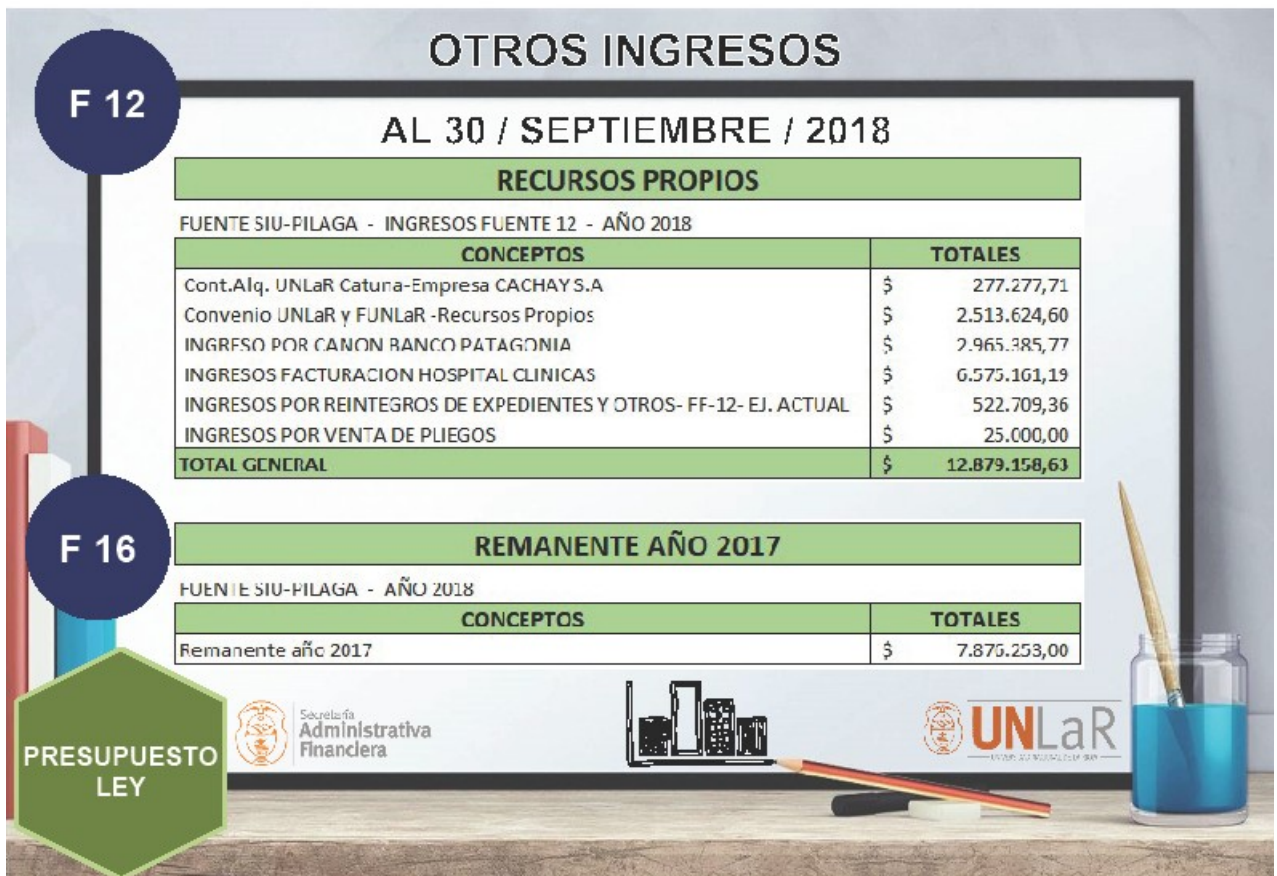 OTROS INGRESOS
F 12
AL 30 / SEPTIEMBRE / 2018
RECURSOS PROPIOS
FUENTE SIU-PILAGA - INGRESOS FUENTE 12 - AÑO 2018
CONCEPTOS TOTALES
Cont.Alq. UNLaR Catuna-Empresa CACHAY S.A $ 277.277,71
Convenio UNLaR y FUNLaR -Recursos Propios $ 2.513.624,60
INGRESO POR CANON BANCO PATAGONIA $ 2.965.385,77
INGRESOS FACTURACION HOSPITAL CLINICAS $ 6.575.161,19
INGRESOS POR REINTEGROS DE EXPEDIENTES Y OTROS- FF-12- EJ. ACTUAL $ 522.709,36
INGRESOS POR VENTA DE PLIEGOS $ 25.000,00
TOTAL GENERAL $ 12.879.158,63
F 16
REMANENTE AÑO 2017
FUENTE SIU-PILAGA - AÑO 2018
CONCEPTOS TOTALES
Remanente año 2017 $ 7.876.253,00
PRESUPUESTO
LEY
Secretaría
Administrativa
Financiera
UNLaR